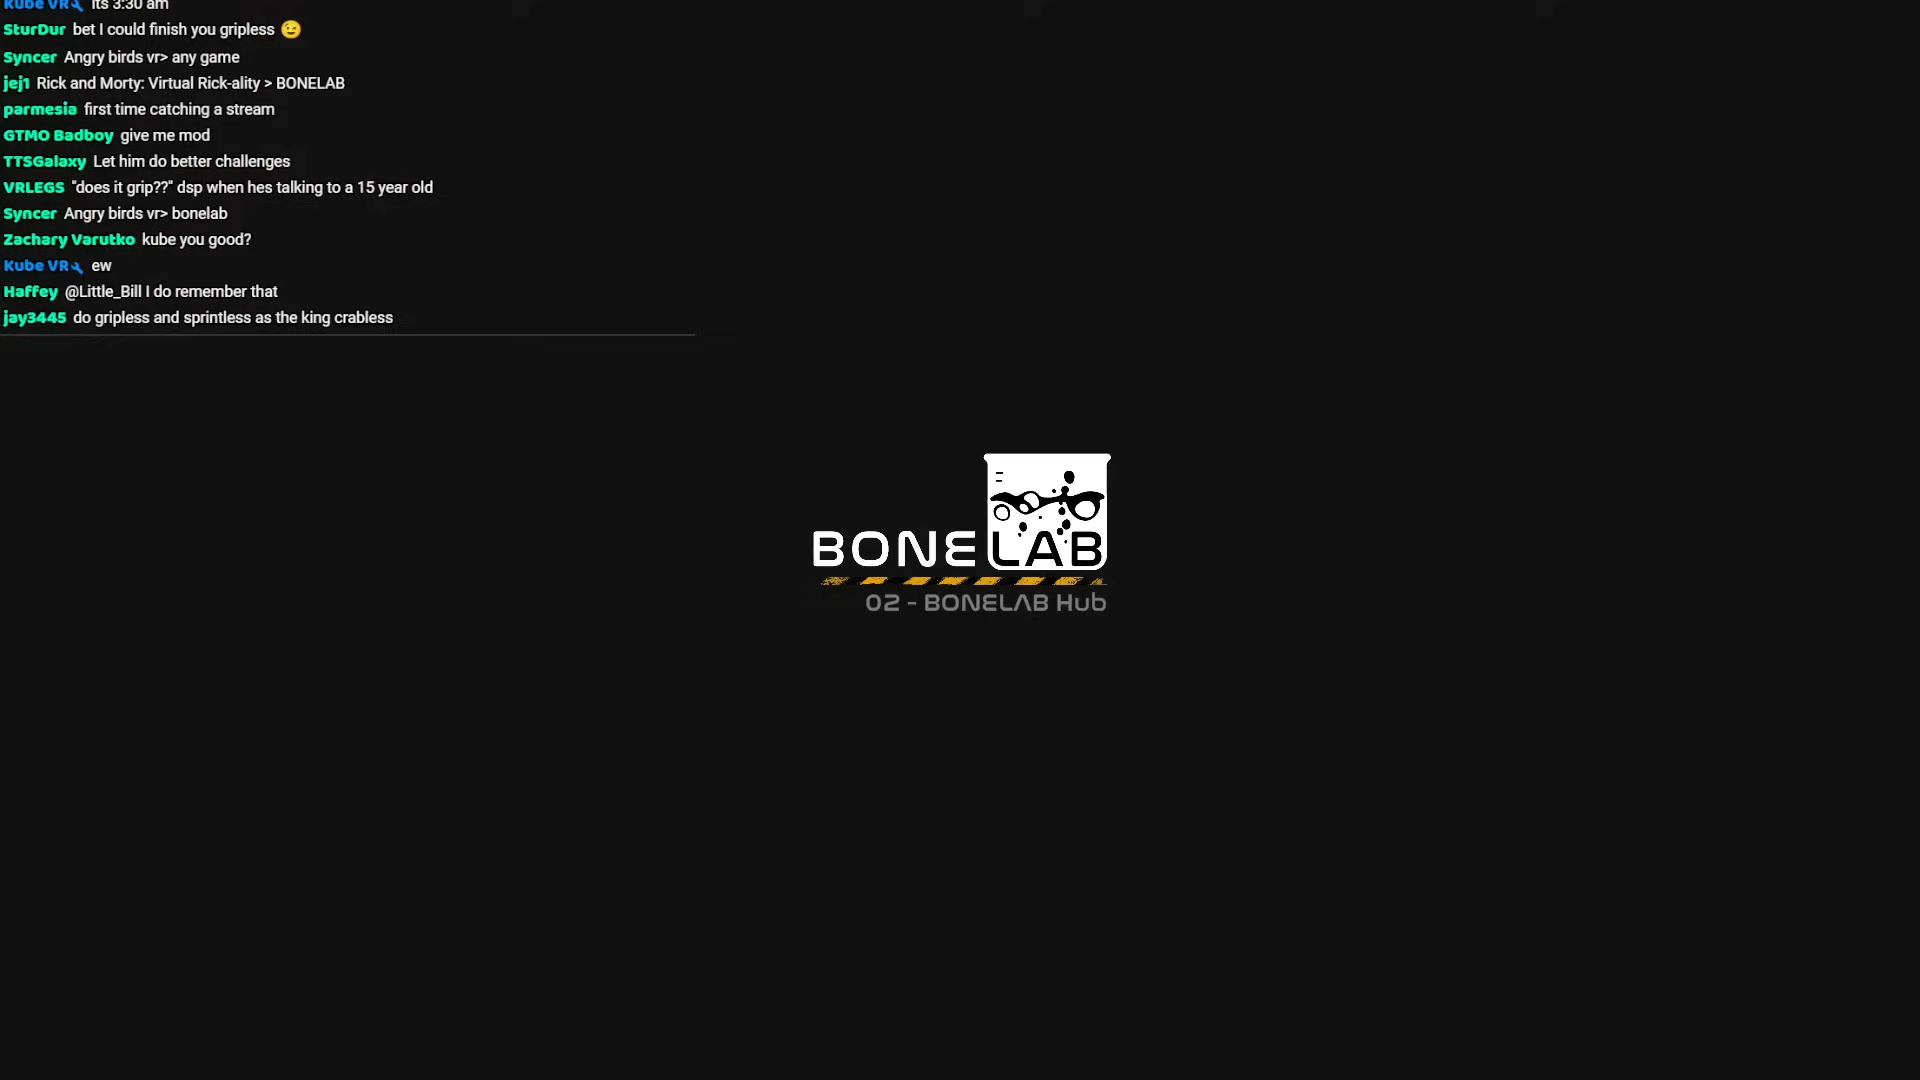 Kube VR its 3:30 am
SturDur bet I could finish you gripless 😉
Syncer Angry birds vr> any game
jej1 Rick and Morty: Virtual Rick-ality > BONELAB
parmesia first time catching a stream
GTMO Badboy give me mod
TTSGalaxy Let him do better challenges
VRLEGS "does it grip??" dsp when hes talking to a 15 year old
Syncer Angry birds vr> bonelab
Zachary Varutko kube you good?
Kube VR ew
Haffey @Little_Bill I do remember that
jay3445 do gripless and sprintless as the king crabless
BONELAB
02 - BONELAB Hub